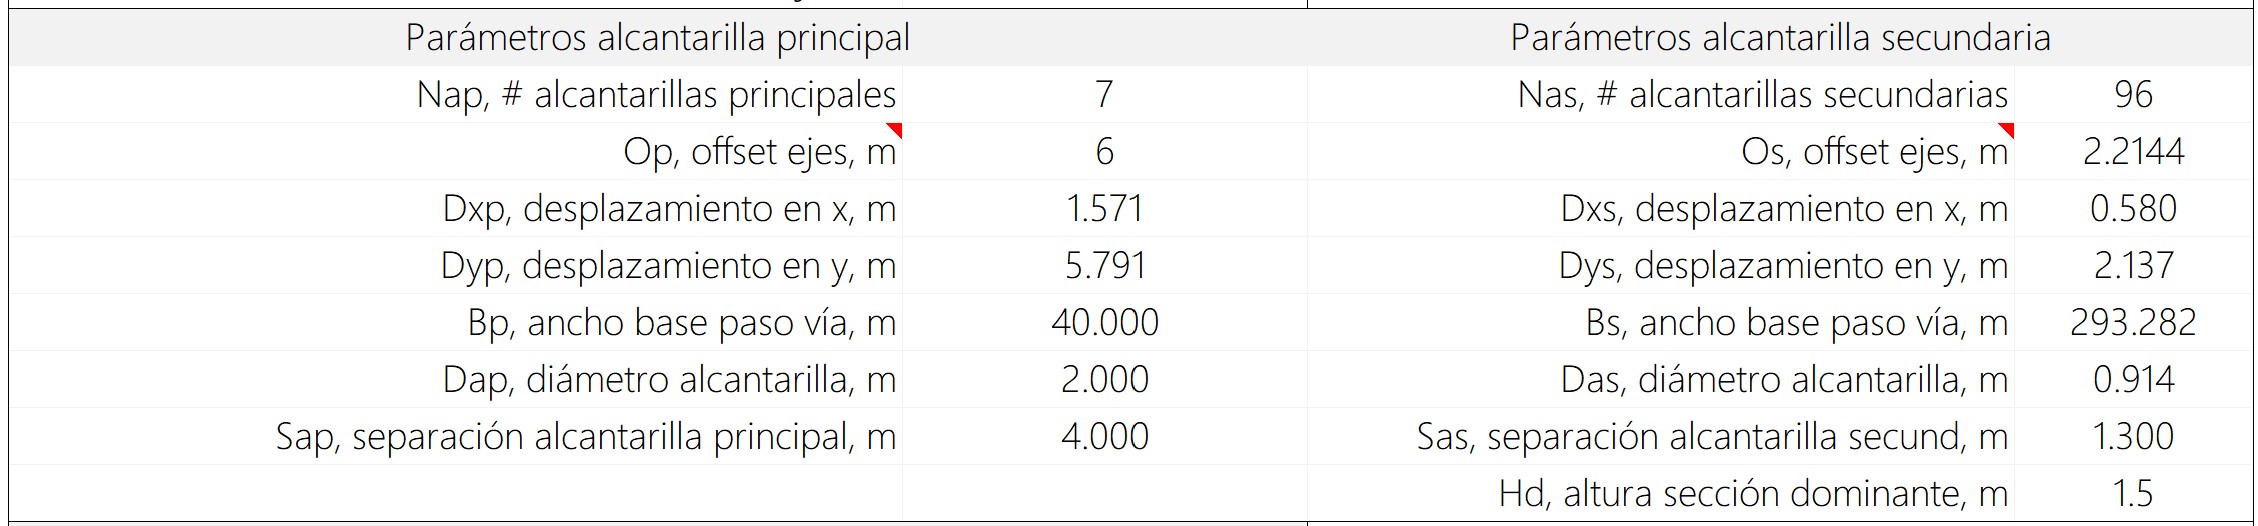 Parámetros alcantarilla principal Parámetros alcantarilla secundaria
Nap, # alcantarillas principales 7 Nas, # alcantarillas secundarias 96
Op, offset ejes, m 6 Os, offset ejes, m 2.2144
Dxp, desplazamiento en x, m 1.571 Dxs, desplazamiento en x, m 0.580
Dyp, desplazamiento en y, m 5.791 Dys, desplazamiento en y, m 2.137
Bp, ancho base paso vía, m 40.000 Bs, ancho base paso vía, m 293.282
Dap, diámetro alcantarilla, m 2.000 Das, diámetro alcantarilla, m 0.914
Sap, separación alcantarilla principal, m 4.000 Sas, separación alcantarilla secund, m 1.300
Hd, altura sección dominante, m 1.5